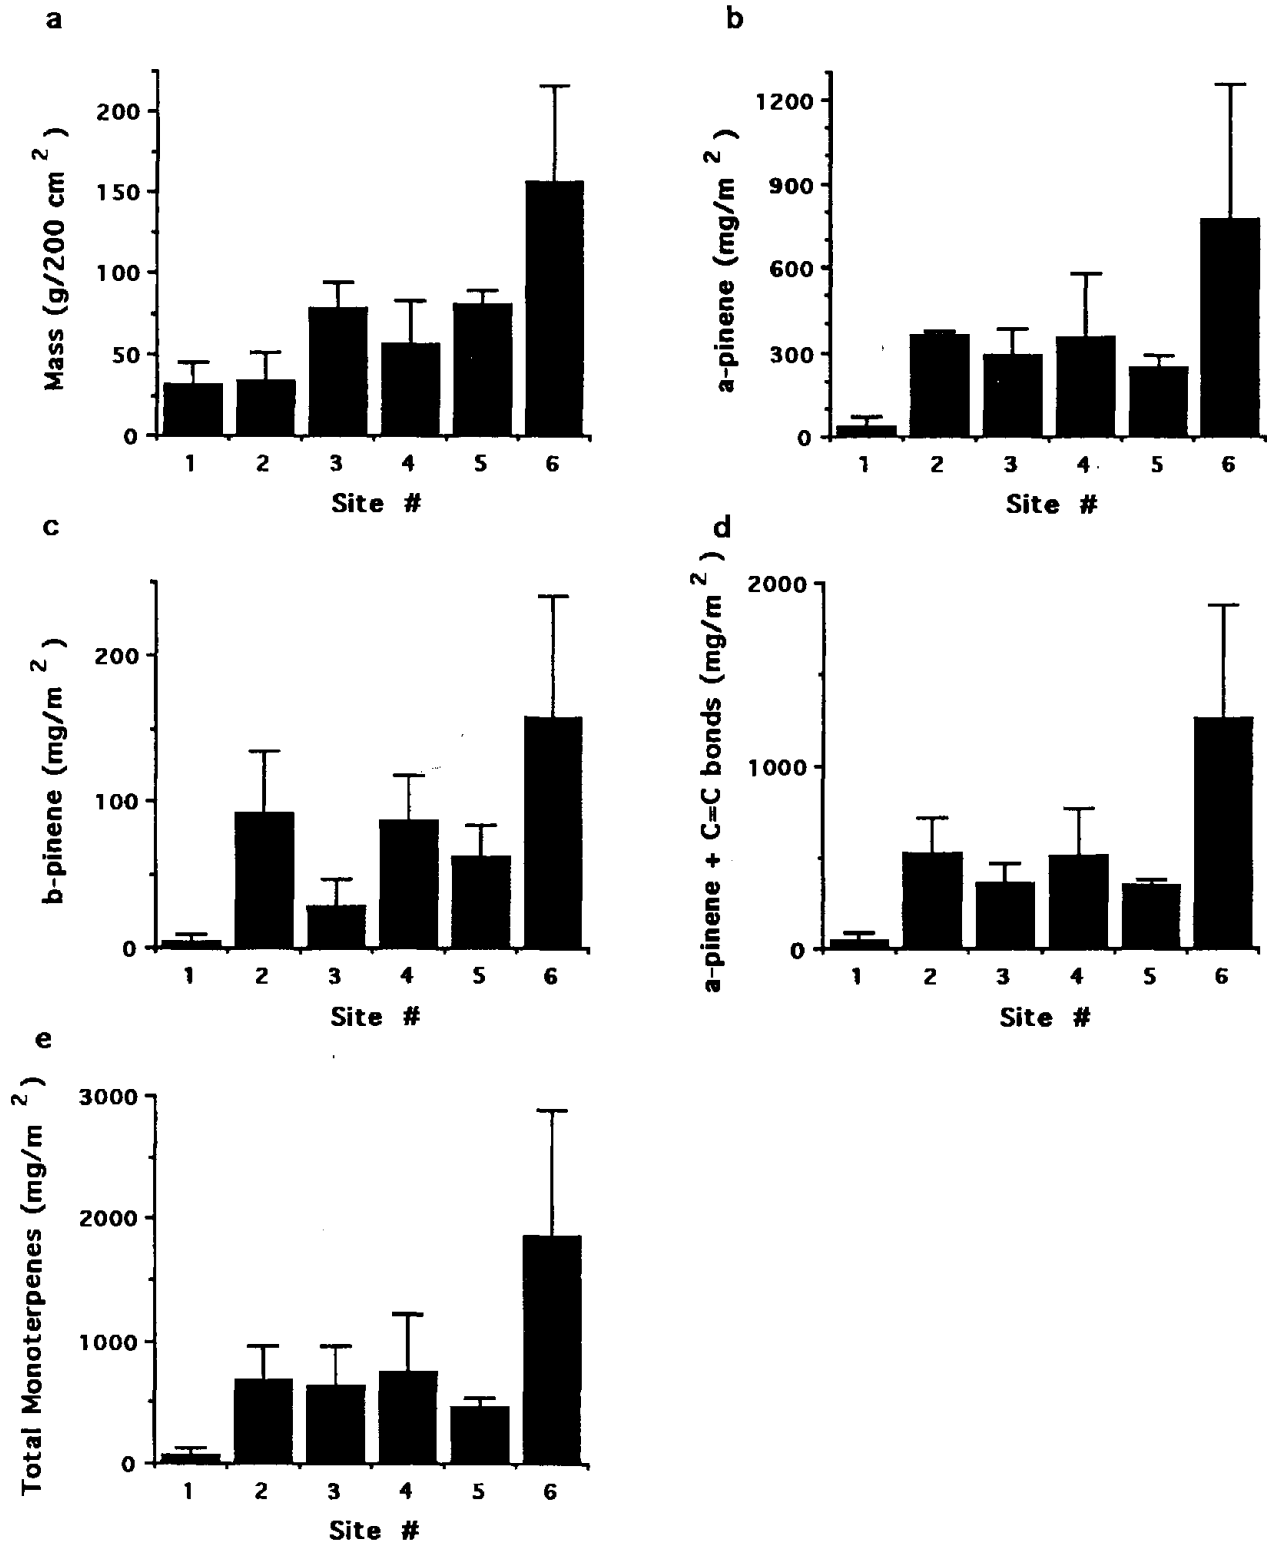 a
Mass (g/200 cm 2 )
200
150
100
50
0
1 2 3 4 5 6
Site #
b
a-pinene (mg/m 2 )
1200
900
600
300
0
1 2 3 4 5 6
Site #
c
b-pinene (mg/m 2 )
200
100
0
1 2 3 4 5 6
Site #
d
a-pinene + C=C bonds (mg/m 2 )
2000
1000
0
1 2 3 4 5 6
Site #
e
Total Monoterpenes (mg/m 2 )
3000
2000
1000
0
1 2 3 4 5 6
Site #